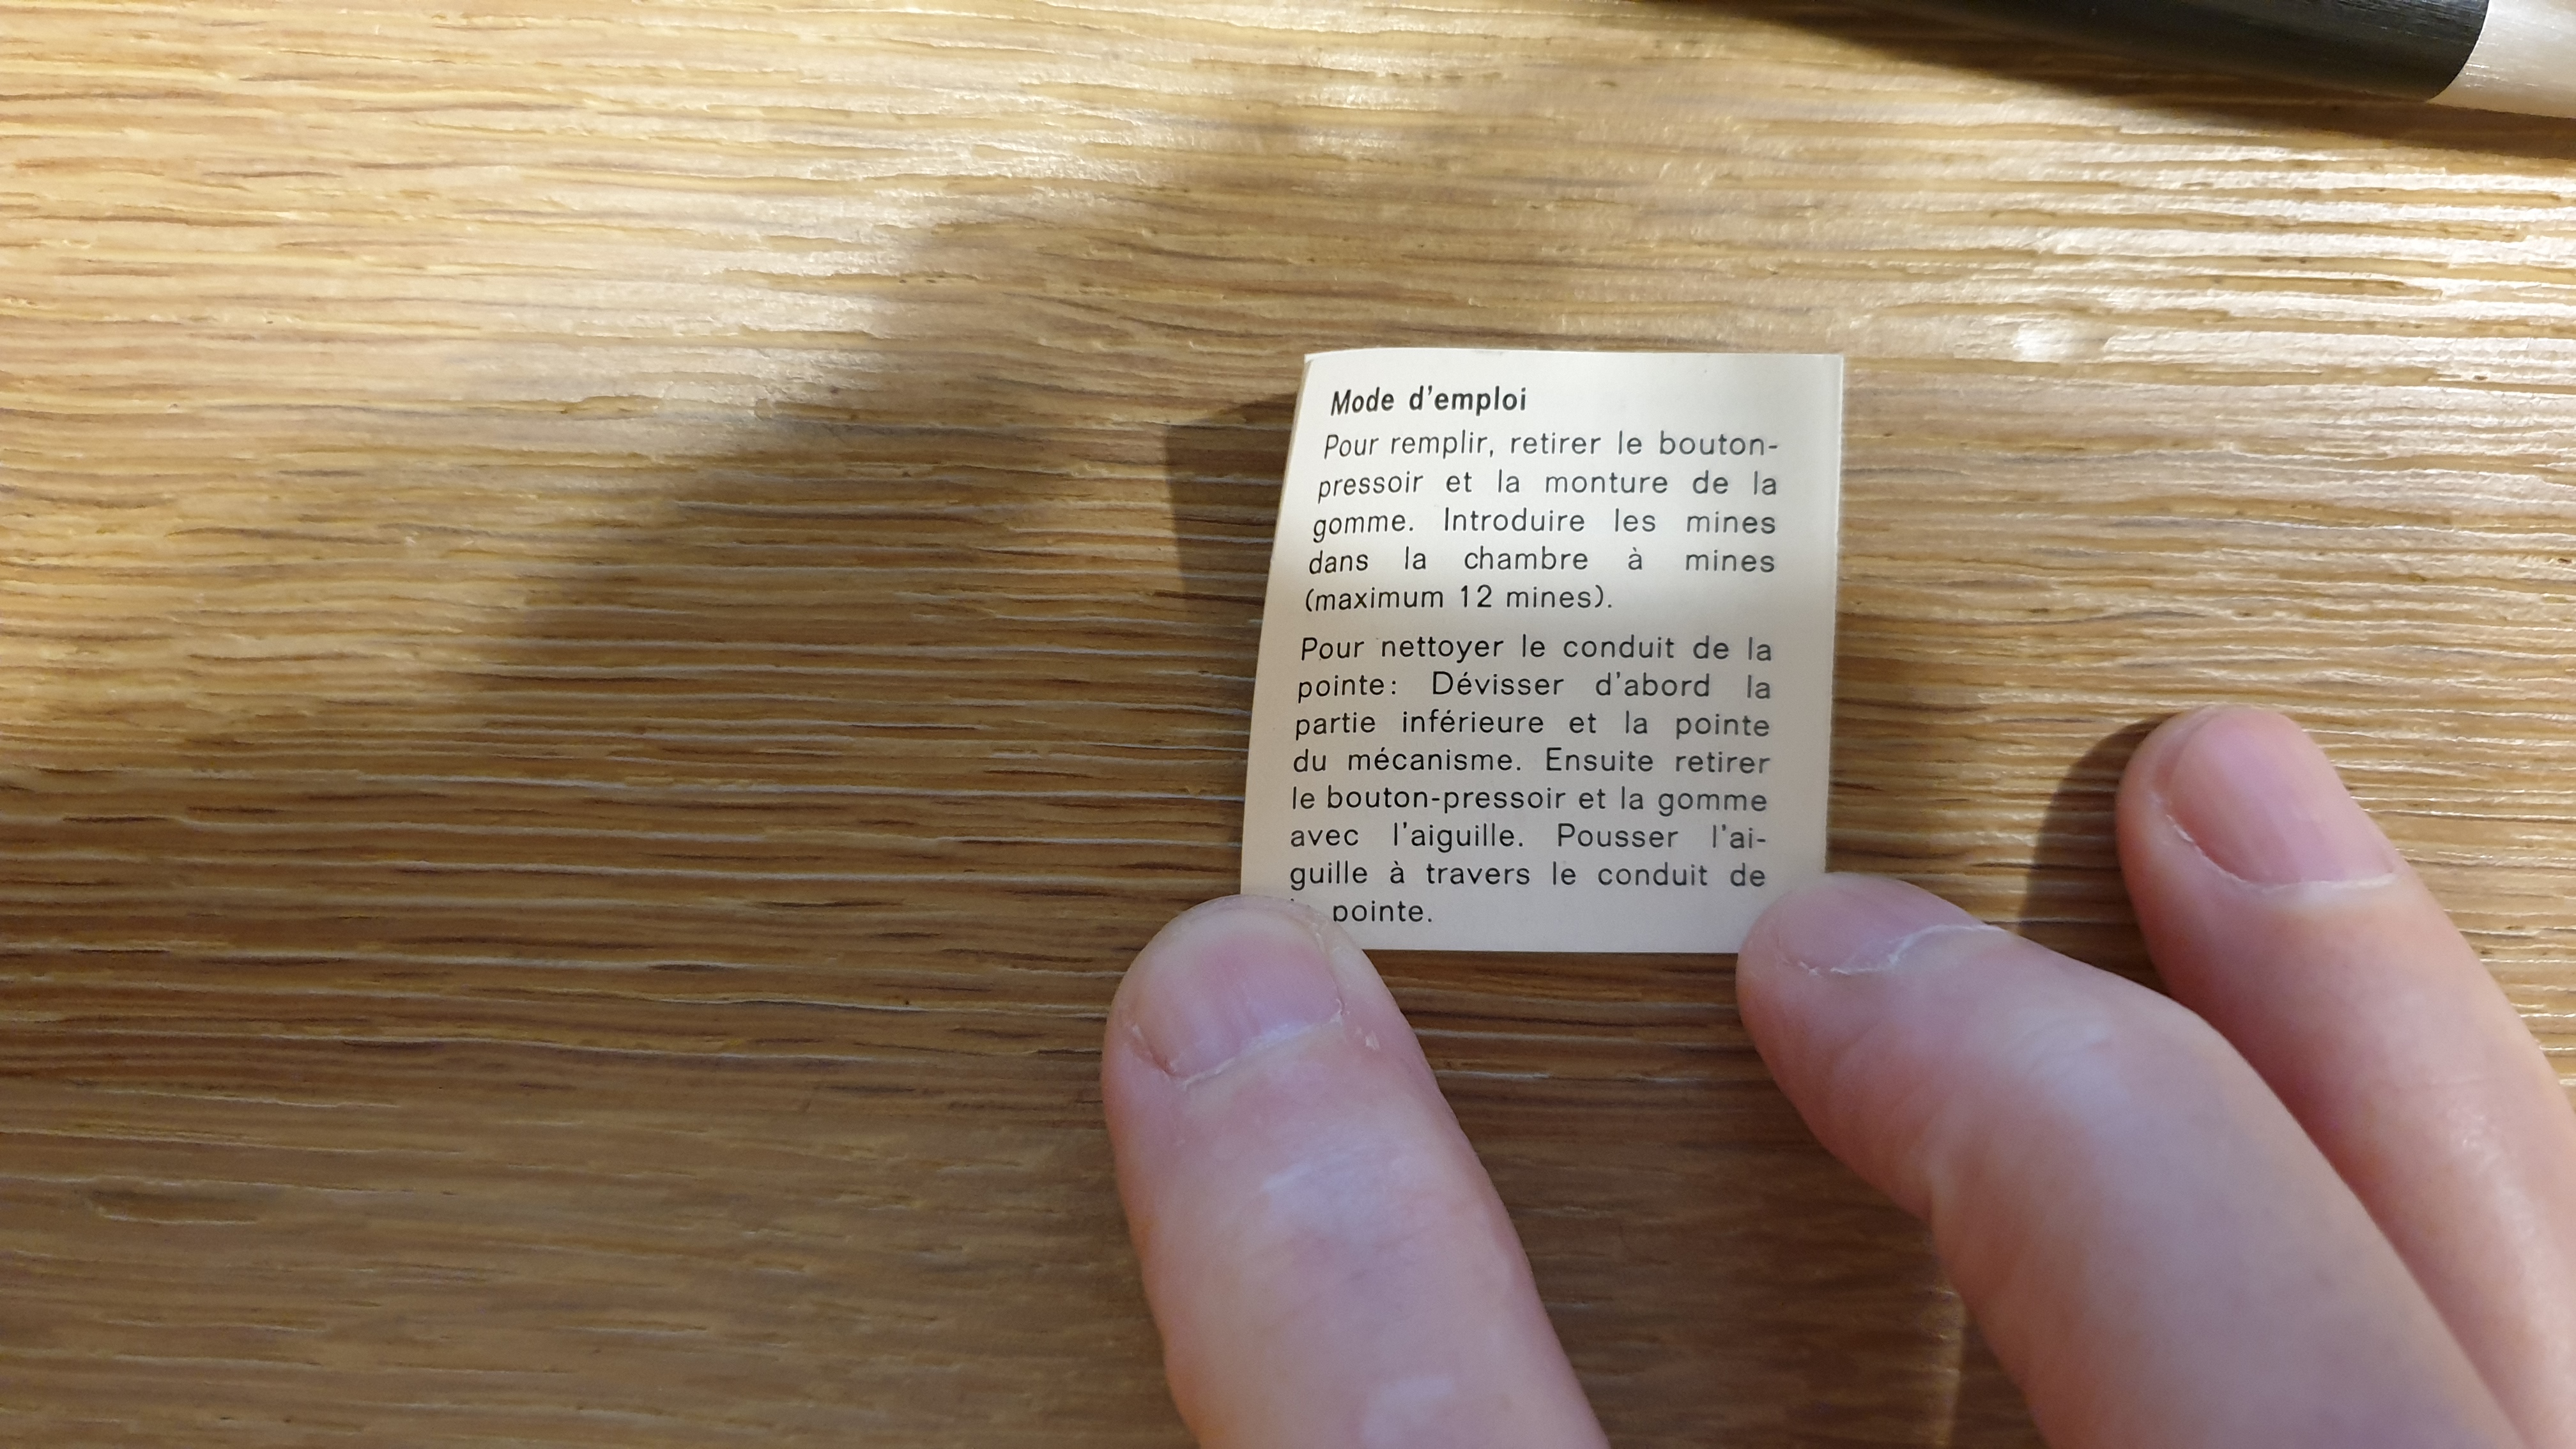 Mode d'emploi
Pour remplir, retirer le bouton-
pressoir et la monture de la
gomme. Introduire les mines
dans la chambre à mines
(maximum 12 mines).
Pour nettoyer le conduit de la
pointe: Dévisser d'abord la
partie inférieure et la pointe
du mécanisme. Ensuite retirer
le bouton-pressoir et la gomme
avec l'aiguille. Pousser l'ai-
guille à travers le conduit de
pointe.